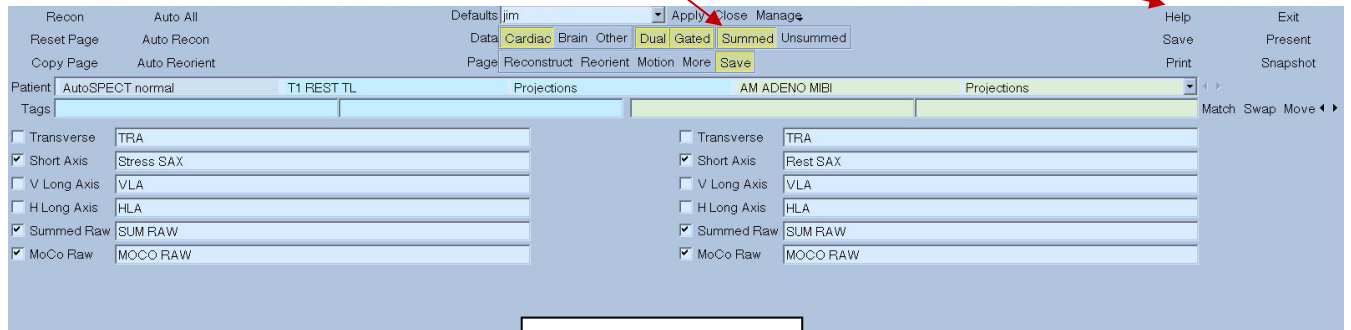 Recon Auto All Defaults jim Apply Close Manage Help Exit
Reset Page Auto Recon Data Cardiac Brain Other Dual Gated Summed Unsummed Save Present
Copy Page Auto Reorient Page Reconstruct Reorient Motion More Save Print Snapshot
Patient AutoSPECT normal T1 REST TL Projections AM ADENO MIBI Projections
Tags Match Swap Move
Transverse TRA Transverse TRA
Short Axis Stress SAX Short Axis Rest SAX
V Long Axis VLA V Long Axis VLA
H Long Axis HLA H Long Axis HLA
Summed Raw SUM RAW Summed Raw SUM RAW
MoCo Raw MOCO RAW MoCo Raw MOCO RAW